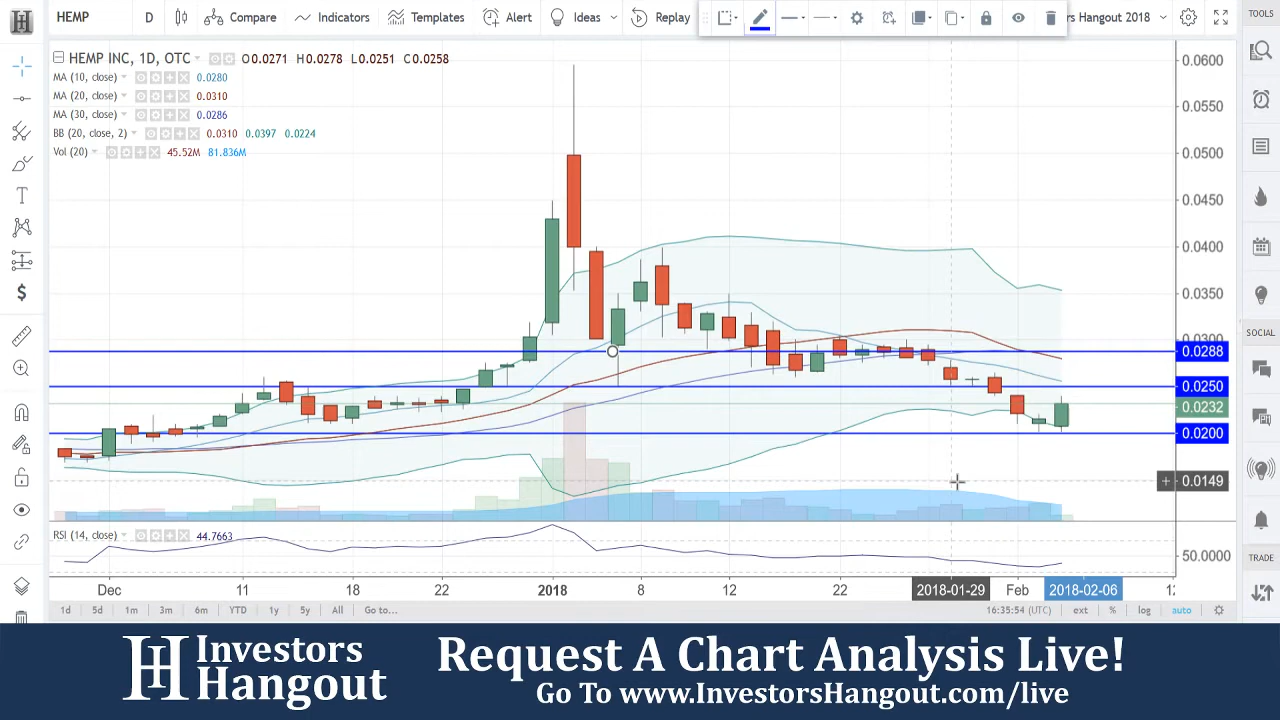 HEMP D Compare Indicators Templates Alert Ideas Replay rs Hangout 2018 TOOLS
HEMP INC, 1D, OTC O0.0271 H0.0278 L0.0251 C0.0258
MA (10, close) 0.0280
MA (20, close) 0.0310
MA (30, close) 0.0286
BB (20, close, 2) 0.0310 0.0397 0.0224
Vol (20) 45.52M 81.836M
0.0600
0.0550
0.0500
0.0450
0.0400
0.0350
0.0300
0.0288
0.0250
0.0232
0.0200
0.0149
SOCIAL
TRADE
RSI (14, close) 44.7663
50.0000
Dec 11 18 22 2018 8 12 22 2018-01-29 Feb 2018-02-06
1d 5d 1m 3m 6m YTD 1y 5y All Go to... 16:35:54 (UTC) ext % log auto
Investors
Hangout
Request A Chart Analysis Live!
Go To www.InvestorsHangout.com/live